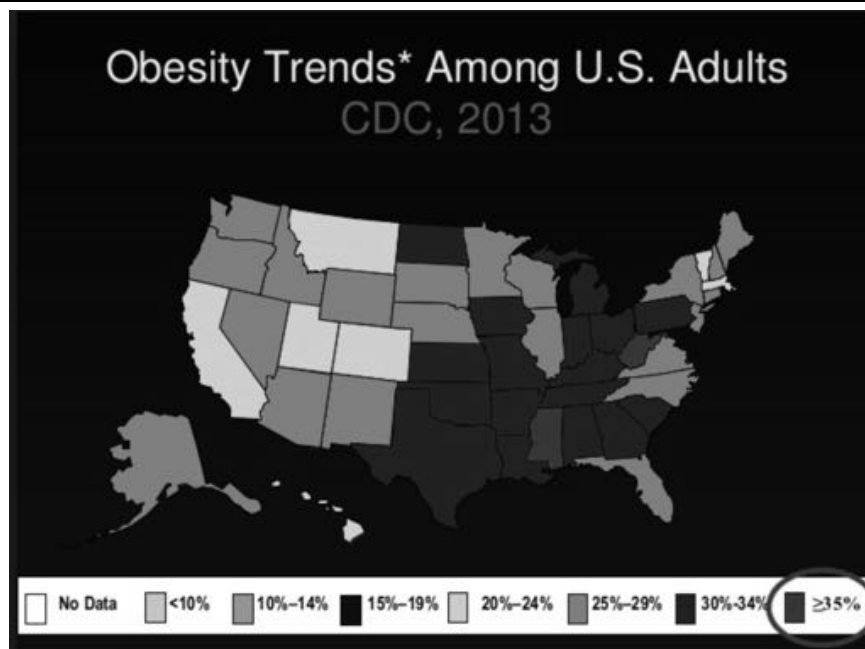 Obesity Trends* Among U.S. Adults
CDC, 2013
No Data <10% 10%–14% 15%–19% 20%–24% 25%–29% 30%-34% ≥35%